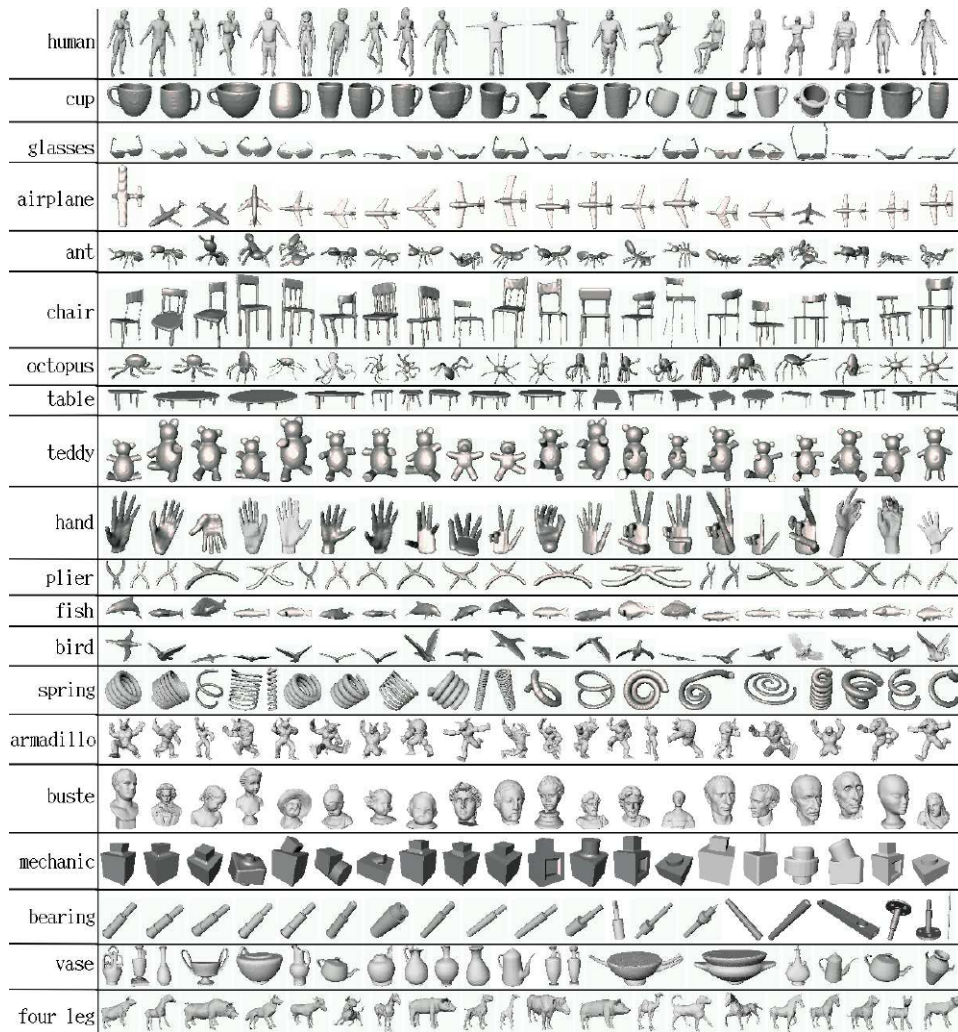 human
cup
glasses
airplane
ant
chair
octopus
table
teddy
hand
plier
fish
bird
spring
armadillo
buste
mechanic
bearing
vase
four leg